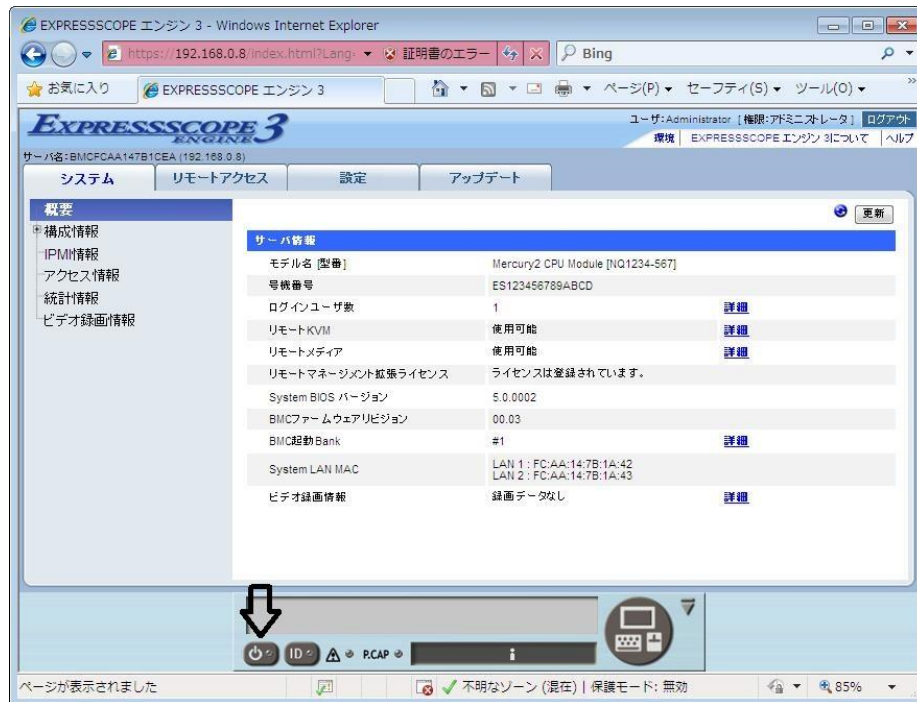 EXPRESSSCOPE エンジン 3 - Windows Internet Explorer
https://192.168.0.8/index.html?Lang=
証明書のエラー
Bing
お気に入り
EXPRESSSCOPE エンジン 3
ページ(P)
セーフティ(S)
ツール(O)
EXPRESSSCOPE 3
ENGINE
ユーザ:Administrator [権限:アドミニストレータ]
ログアウト
環境
EXPRESSSCOPE エンジン 3について
ヘルプ
サーバ名:BMCFCAA147B1CEA (192.168.0.8)
システム
リモートアクセス
設定
アップデート
概要
構成情報
IPMI情報
アクセス情報
統計情報
ビデオ録画情報
更新
サーバ情報
モデル名 [型番] Mercury2 CPU Module [NQ1234-567]
号機番号 ES123456789ABCD
ログインユーザ数 1 詳細
リモートKVM 使用可能 詳細
リモートメディア 使用可能 詳細
リモートマネージメント拡張ライセンス ライセンスは登録されています。
System BIOS バージョン 5.0.0002
BMCファームウェアリビジョン 00.03
BMC起動Bank #1 詳細
System LAN MAC LAN 1 : FC:AA:14:7B:1A:42
LAN 2 : FC:AA:14:7B:1A:43
ビデオ録画情報 録画データなし 詳細
ID
P.CAP
i
ページが表示されました
不明なゾーン (混在) | 保護モード: 無効
85%